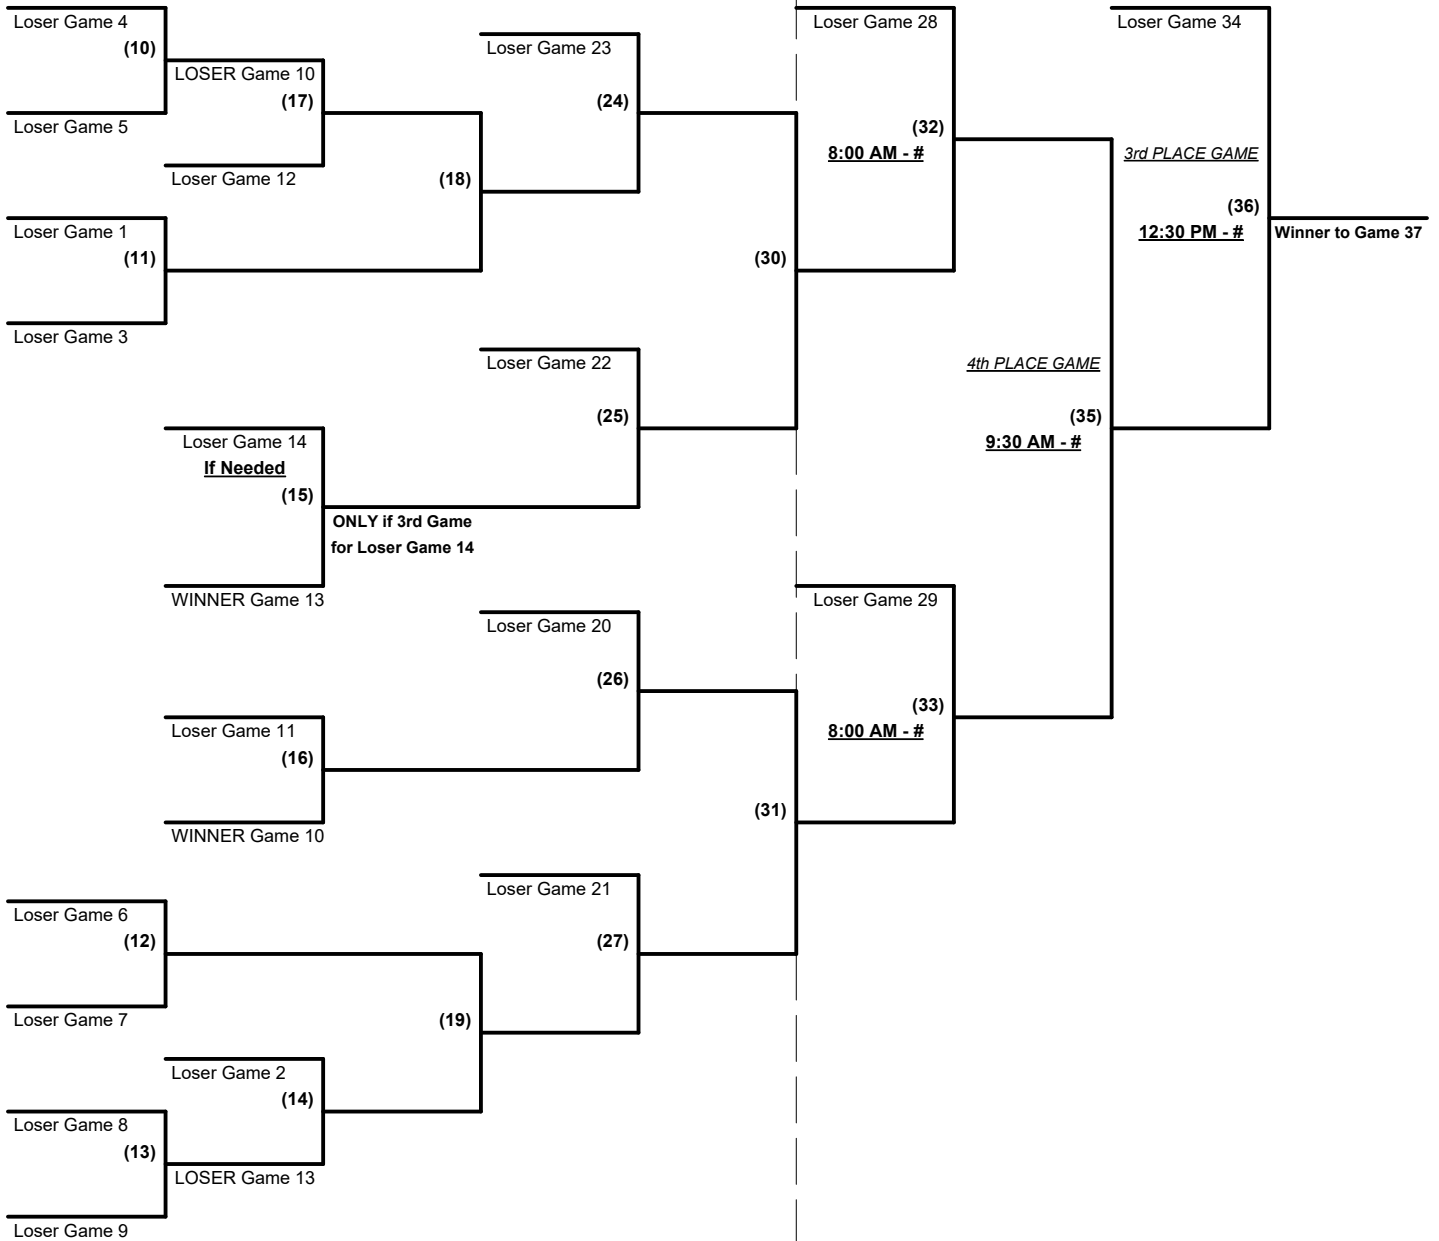 Loser Game 4
(10)
Loser Game 5
LOSER Game 10
(17)
Loser Game 12
Loser Game 1
(11)
Loser Game 3
(18)
Loser Game 23
(24)
Loser Game 22
(25)
Loser Game 14
If Needed
(15)
ONLY if 3rd Game
for Loser Game 14
WINNER Game 13
(30)
Loser Game 28
(32)
8:00 AM - #
Loser Game 34
3rd PLACE GAME
(36)
12:30 PM - #
Winner to Game 37
4th PLACE GAME
(35)
9:30 AM - #
Loser Game 20
(26)
Loser Game 11
(16)
WINNER Game 10
Loser Game 29
(33)
8:00 AM - #
(31)
Loser Game 21
(27)
Loser Game 6
(12)
Loser Game 7
(19)
Loser Game 2
(14)
Loser Game 8
(13)
LOSER Game 13
Loser Game 9